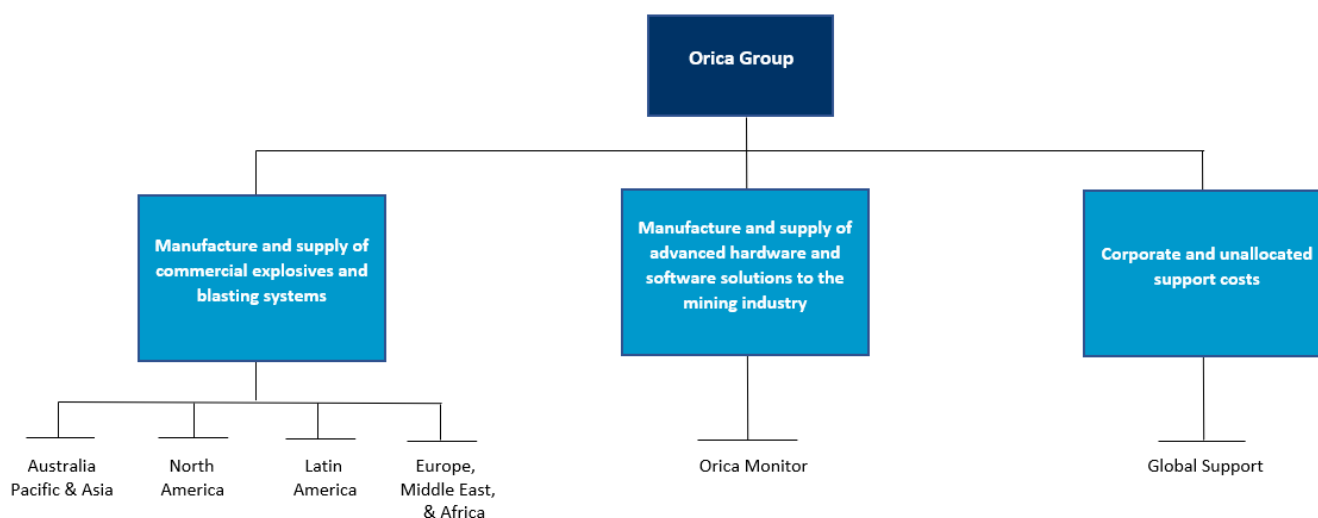 Orica Group
Manufacture and supply of
commercial explosives and
blasting systems
Manufacture and supply of
advanced hardware and
software solutions to the
mining industry
Corporate and unallocated
support costs
Australia
Pacific & Asia
North
America
Latin
America
Europe,
Middle East,
& Africa
Orica Monitor
Global Support